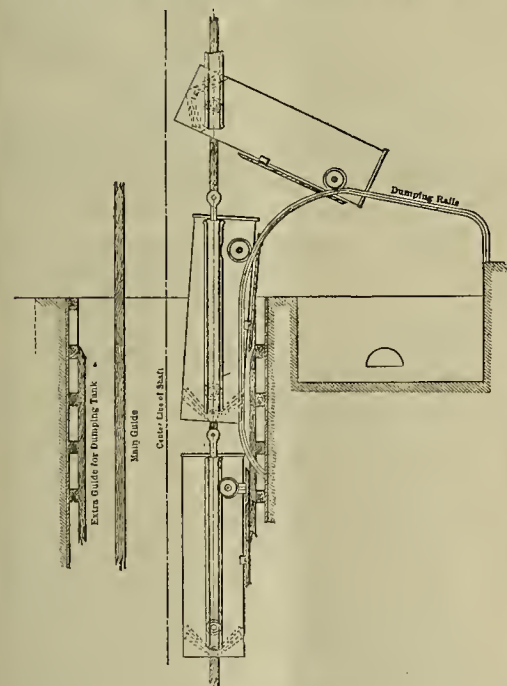 Dumping Rails
Extra Guide for Dumping Tank
Main Guide
Center Line of Shaft